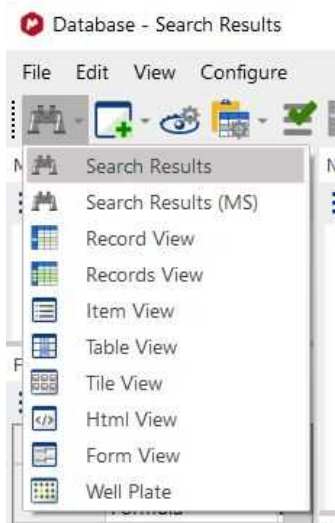 Database - Search Results
File Edit View Configure
Search Results
Search Results (MS)
Record View
Records View
Item View
Table View
Tile View
Html View
Form View
Well Plate